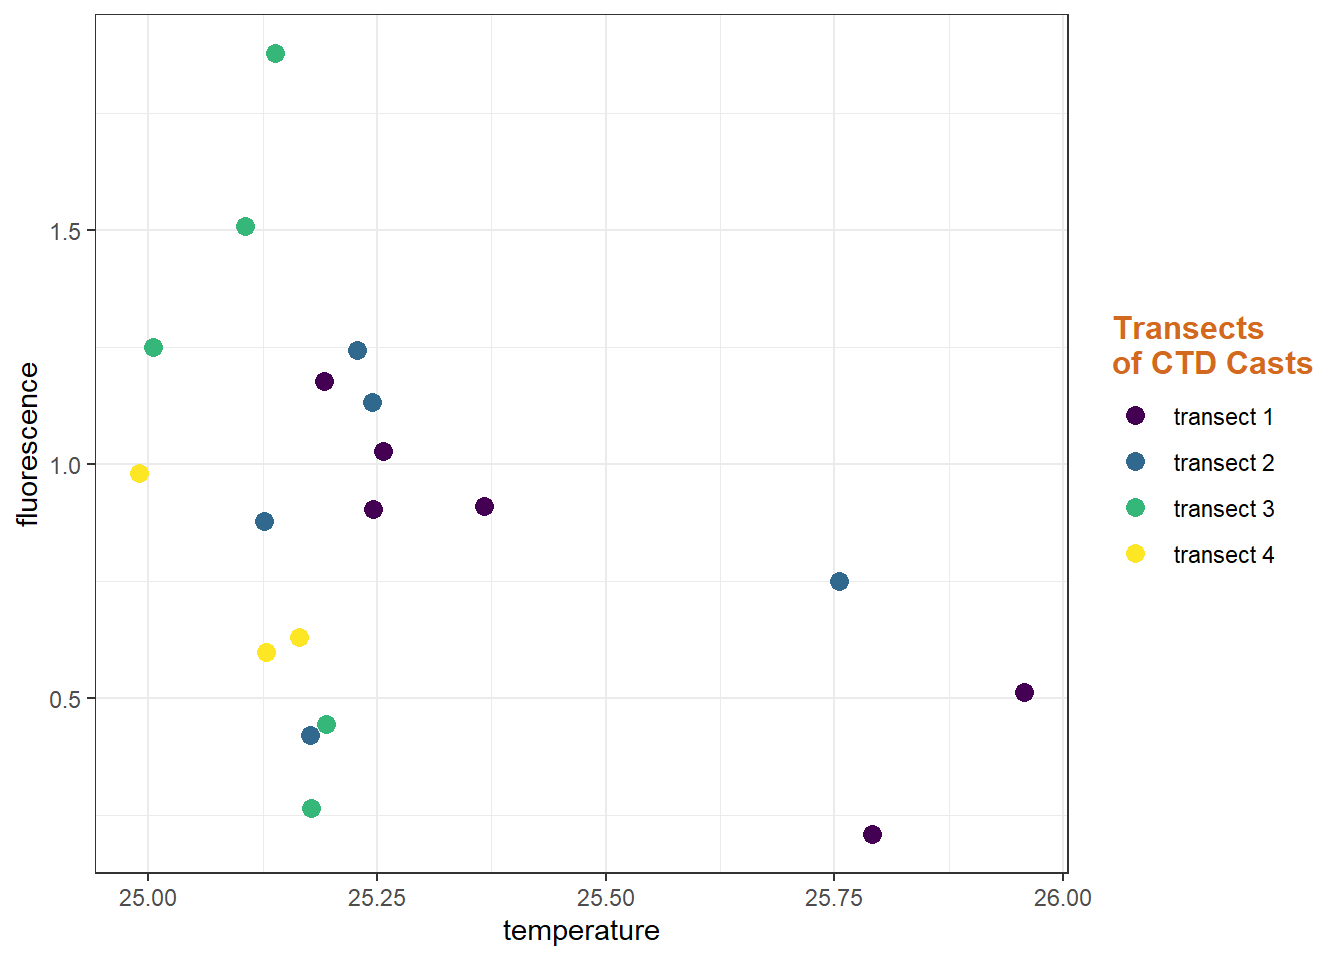 1.5
1.0
0.5
fluorescence
25.00 25.25 25.50 25.75 26.00
temperature
Transects
of CTD Casts
transect 1
transect 2
transect 3
transect 4